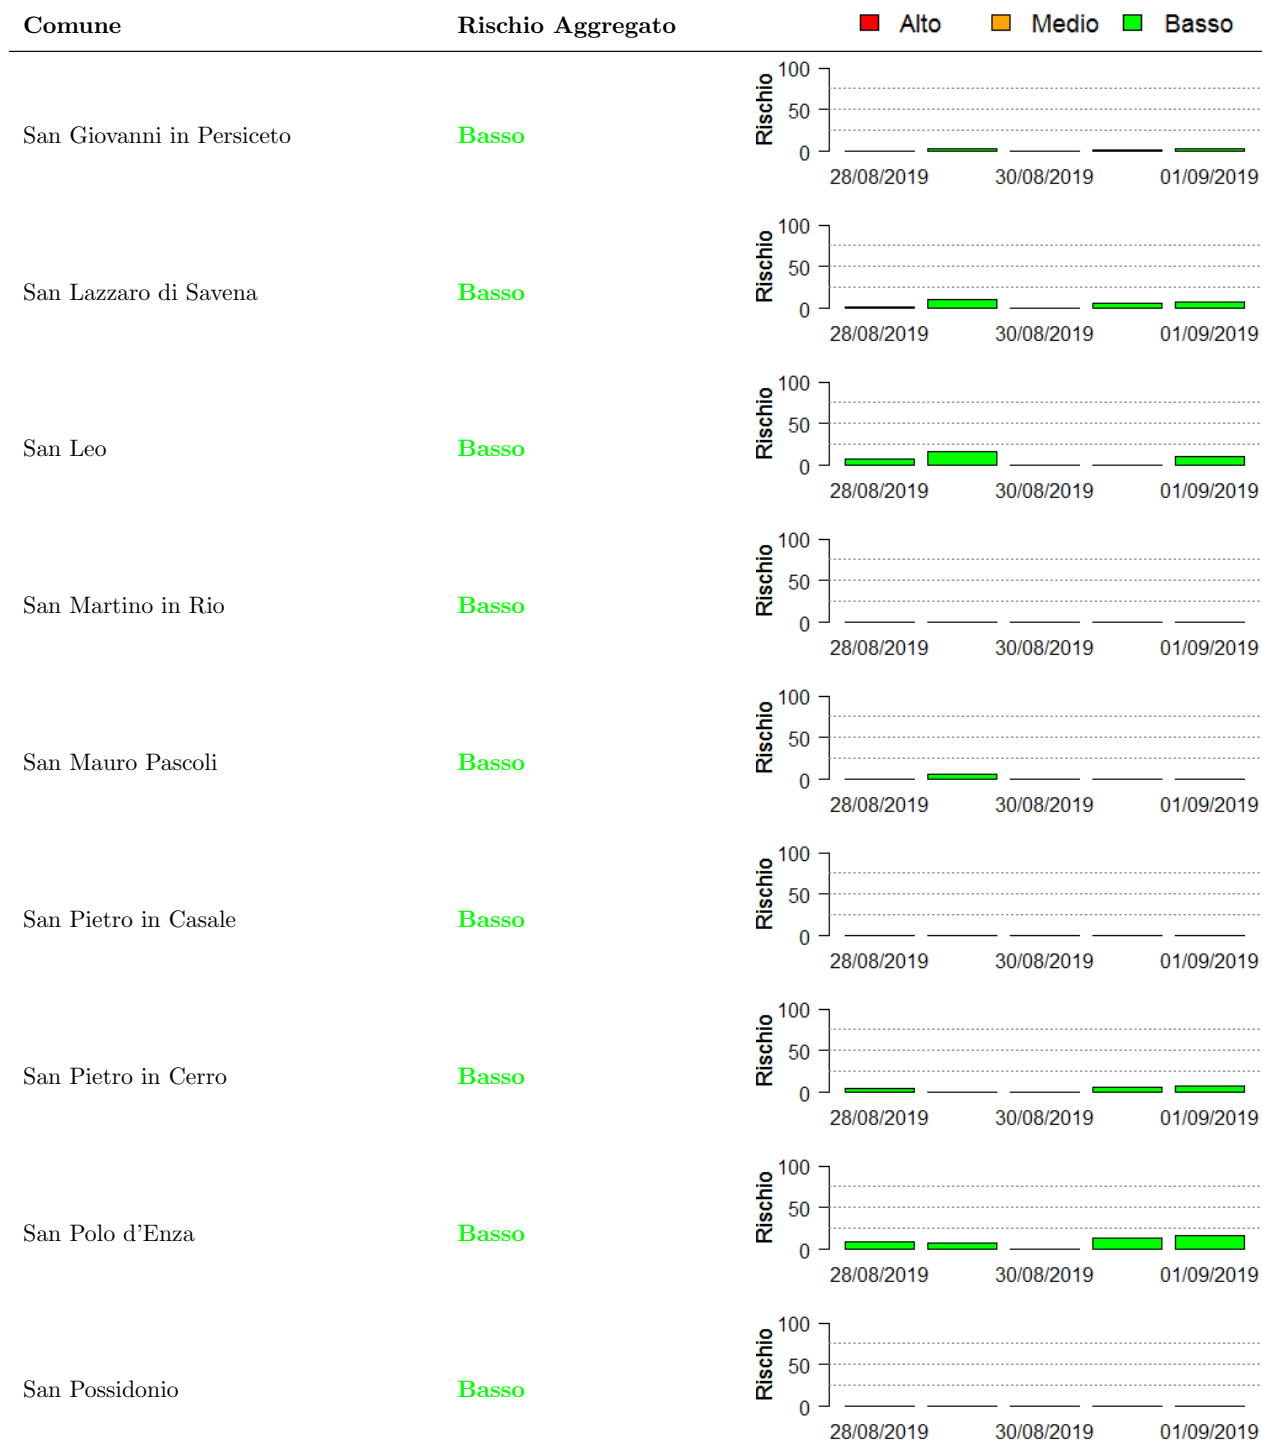 Comune Rischio Aggregato Alto Medio Basso
San Giovanni in Persiceto Basso Rischio 100 50 0
28/08/2019 30/08/2019 01/09/2019
San Lazzaro di Savena Basso Rischio 100 50 0
28/08/2019 30/08/2019 01/09/2019
San Leo Basso Rischio 100 50 0
28/08/2019 30/08/2019 01/09/2019
San Martino in Rio Basso Rischio 100 50 0
28/08/2019 30/08/2019 01/09/2019
San Mauro Pascoli Basso Rischio 100 50 0
28/08/2019 30/08/2019 01/09/2019
San Pietro in Casale Basso Rischio 100 50 0
28/08/2019 30/08/2019 01/09/2019
San Pietro in Cerro Basso Rischio 100 50 0
28/08/2019 30/08/2019 01/09/2019
San Polo d'Enza Basso Rischio 100 50 0
28/08/2019 30/08/2019 01/09/2019
San Possidonio Basso Rischio 100 50 0
28/08/2019 30/08/2019 01/09/2019